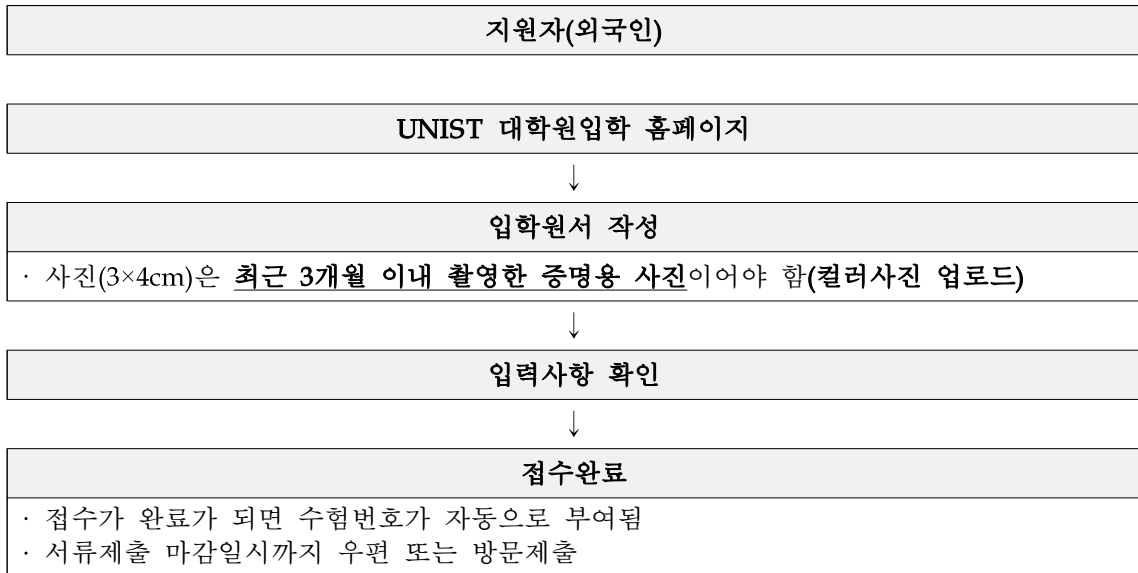 지원자(외국인)
UNIST 대학원입학 홈페이지
↓
입학원서 작성
· 사진(3×4cm)은 최근 3개월 이내 촬영한 증명용 사진이어야 함(컬러사진 업로드)
↓
입력사항 확인
↓
접수완료
· 접수가 완료가 되면 수험번호가 자동으로 부여됨
· 서류제출 마감일시까지 우편 또는 방문제출